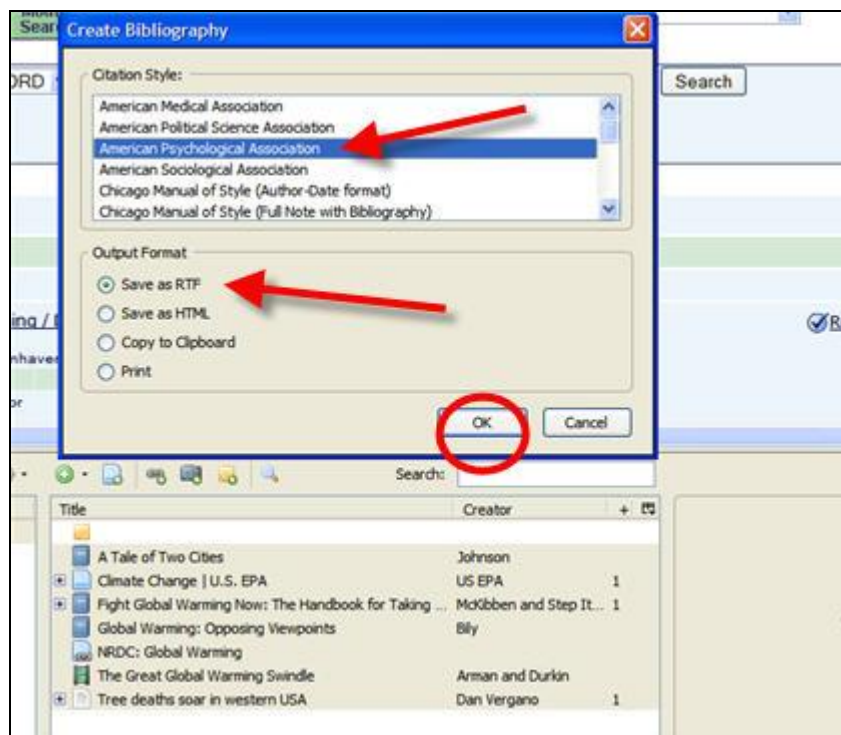 Sear
Create Bibliography
ORD
Search
Citation Style:
American Medical Association
American Political Science Association
American Psychological Association
American Sociological Association
Chicago Manual of Style (Author-Date format)
Chicago Manual of Style (Full Note with Bibliography)
Output Format
Save as RTF
Save as HTML
Copy to Clipboard
Print
ing /
nhaven
or
R
OK Cancel
Search:
Title Creator +
A Tale of Two Cities Johnson
Climate Change | U.S. EPA US EPA 1
Fight Global Warming Now: The Handbook for Taking ... McKibben and Step It... 1
Global Warming: Opposing Viewpoints Bily
NRDC: Global Warming
The Great Global Warming Swindle Arman and Durkin
Tree deaths soar in western USA Dan Vergano 1